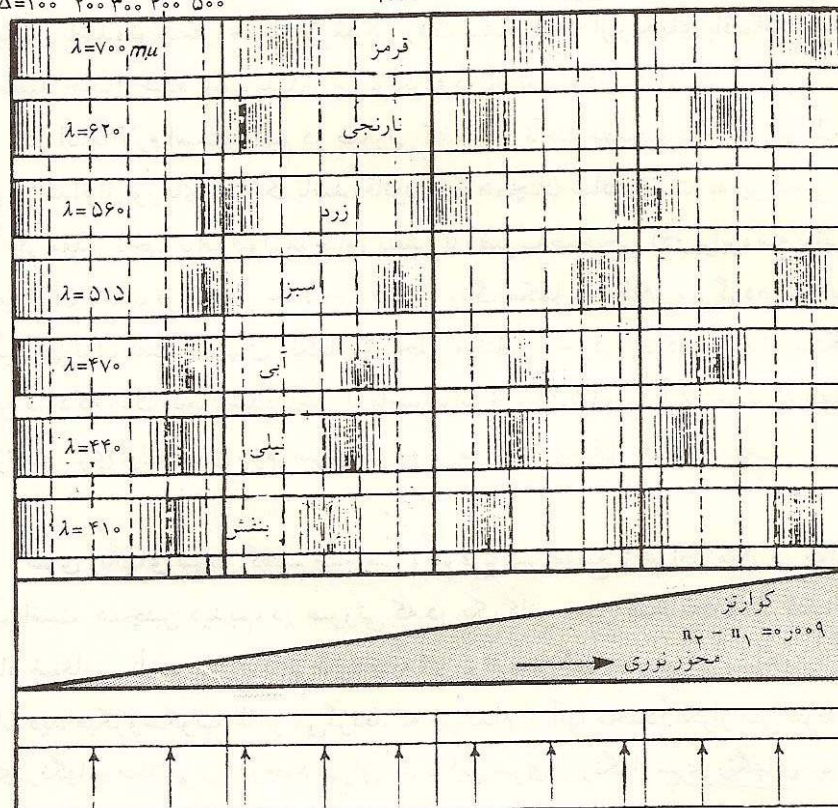 Δ=۱۰۰ ۲۰۰ ۳۰۰ ۴۰۰ ۵۰۰
λ=۷۰۰ mμ قرمز
λ=۶۲۰ نارنجی
λ=۵۶۰ زرد
λ=۵۱۵ سبز
λ=۴۷۰ آبی
λ=۴۴۰ نیلی
λ=۴۱۰ بنفش
کوارتز
n۲ − n۱ = ۰٫۰۰۹
محور نوری